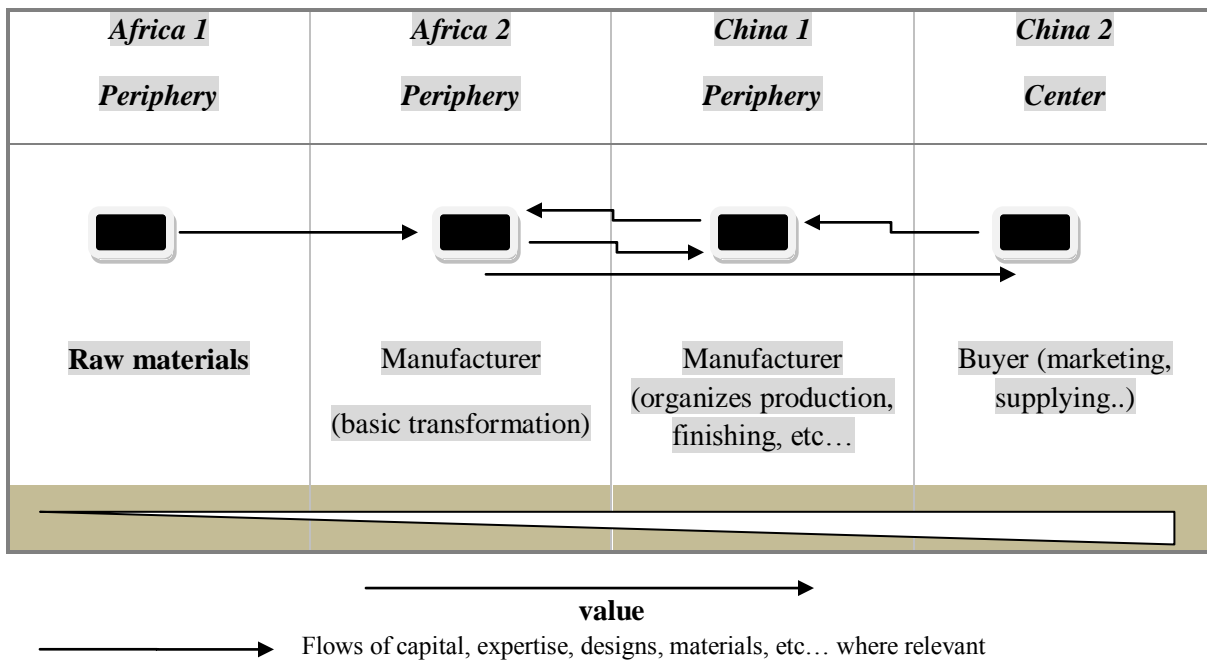 Africa 1
Periphery
Africa 2
Periphery
China 1
Periphery
China 2
Center
Raw materials
Manufacturer
(basic transformation)
Manufacturer
(organizes production,
finishing, etc…
Buyer (marketing,
supplying..)
value
Flows of capital, expertise, designs, materials, etc… where relevant